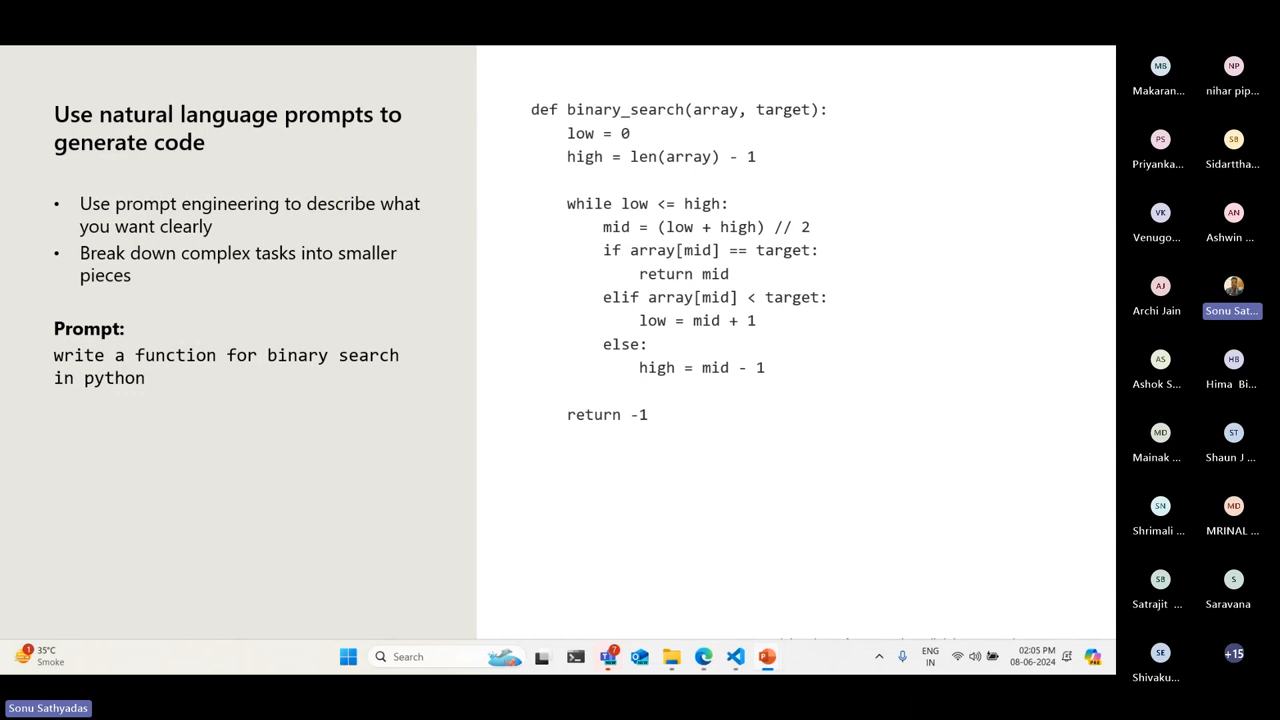 Use natural language prompts to
generate code
• Use prompt engineering to describe what
you want clearly
• Break down complex tasks into smaller
pieces
Prompt:
write a function for binary search
in python
def binary_search(array, target):
    low = 0
    high = len(array) - 1
    while low <= high:
        mid = (low + high) // 2
        if array[mid] == target:
            return mid
        elif array[mid] < target:
            low = mid + 1
        else:
            high = mid - 1
    return -1
MB
Makaran...
NP
nihar pip...
PS
Priyanka...
SB
Sidarttha...
VK
Venugo...
AN
Ashwin ...
AJ
Archi Jain
Sonu Sat...
AS
Ashok S...
HB
Hima Bi...
MD
Mainak ...
ST
Shaun J ...
SN
Shrimali ...
MD
MRINAL ...
SB
Satrajit ...
S
Saravana
SE
Shivaku...
+15
1
35°C
Smoke
Search
NEW
7
NEW
ENG
IN
02:05 PM
08-06-2024
PRE
Sonu Sathyadas